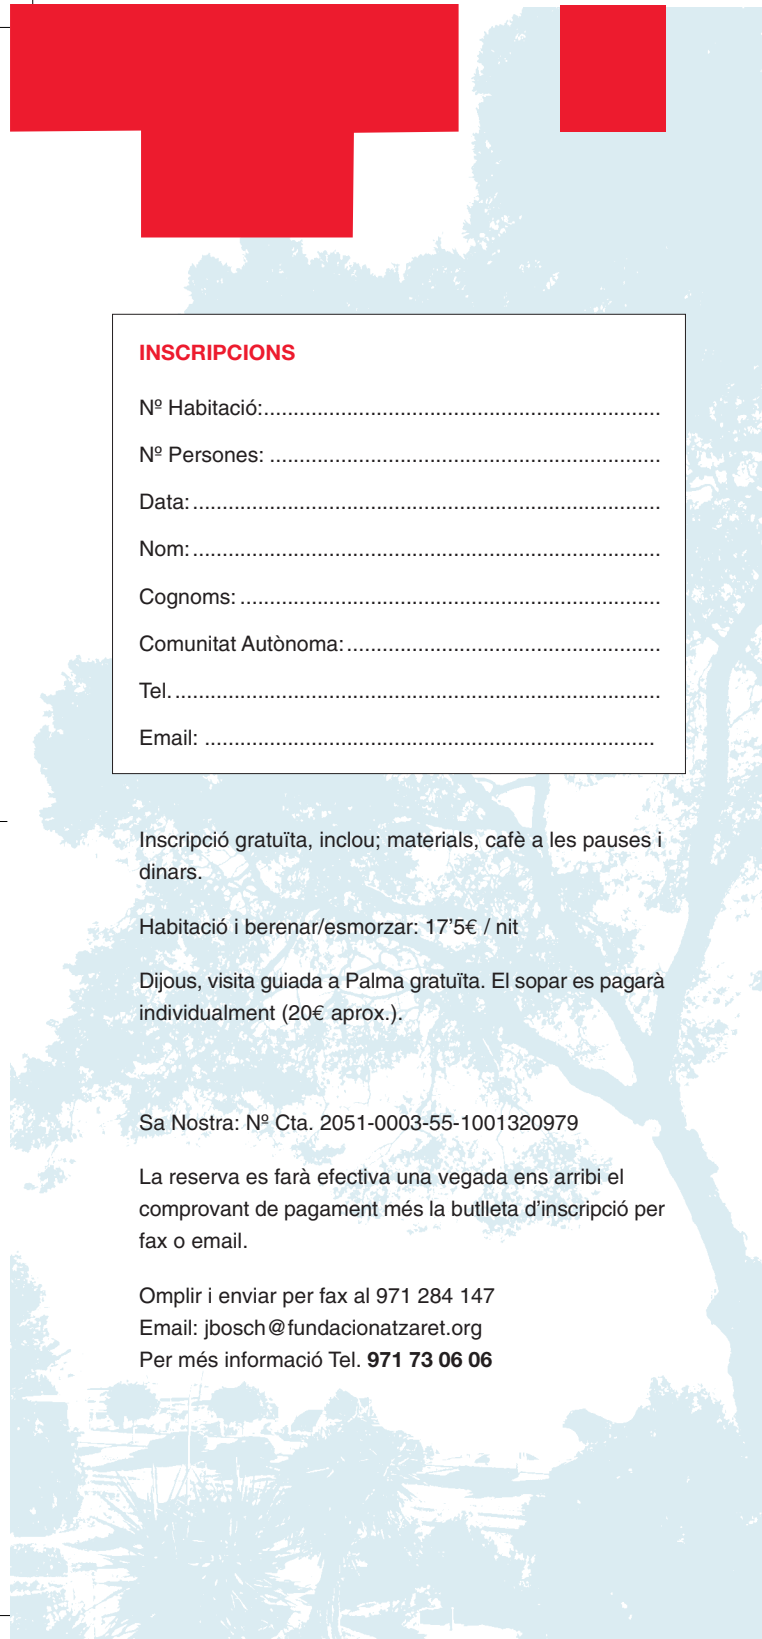 INSCRIPCIONS
Nº Habitació:...................................................................
Nº Persones: ..................................................................
Data:...............................................................................
Nom:...............................................................................
Cognoms:.......................................................................
Comunitat Autònoma:.....................................................
Tel...................................................................................
Email: ............................................................................
Inscripció gratuïta, inclou; materials, cafè a les pauses i
dinars.
Habitació i berenar/esmorzar: 17’5€ / nit
Dijous, visita guiada a Palma gratuïta. El sopar es pagarà
individualment (20€ aprox.).
Sa Nostra: Nº Cta. 2051-0003-55-1001320979
La reserva es farà efectiva una vegada ens arribi el
comprovant de pagament més la butlleta d’inscripció per
fax o email.
Omplir i enviar per fax al 971 284 147
Email: jbosch@fundacionatzaret.org
Per més informació Tel. 971 73 06 06